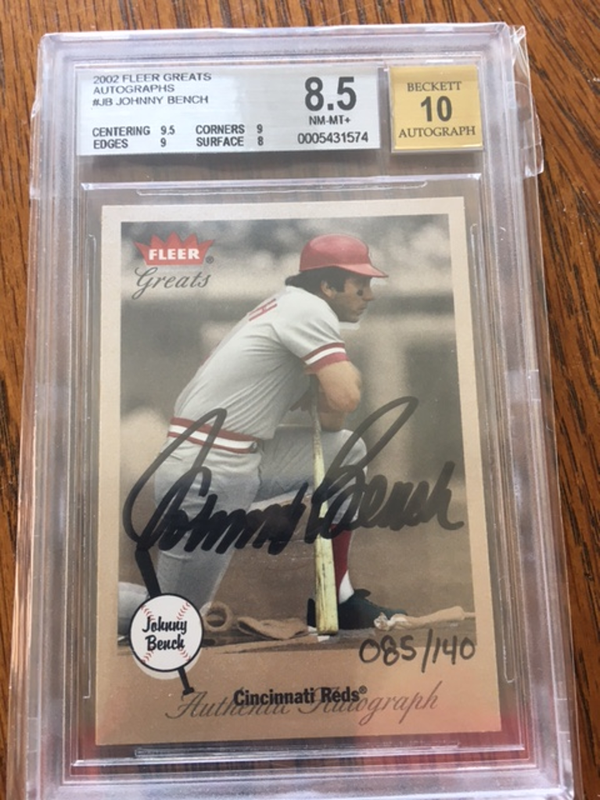 2002 FLEER GREATS
AUTOGRAPHS
#JB JOHNNY BENCH
CENTERING 9.5 CORNERS 9
EDGES 9 SURFACE 8
8.5
NM-MT+
0005431574
BECKETT
10
AUTOGRAPH
FLEER®
Greats
H
Johnny Bench
Johnny
Bench
085/140
Cincinnati Reds®
Authentic Autograph